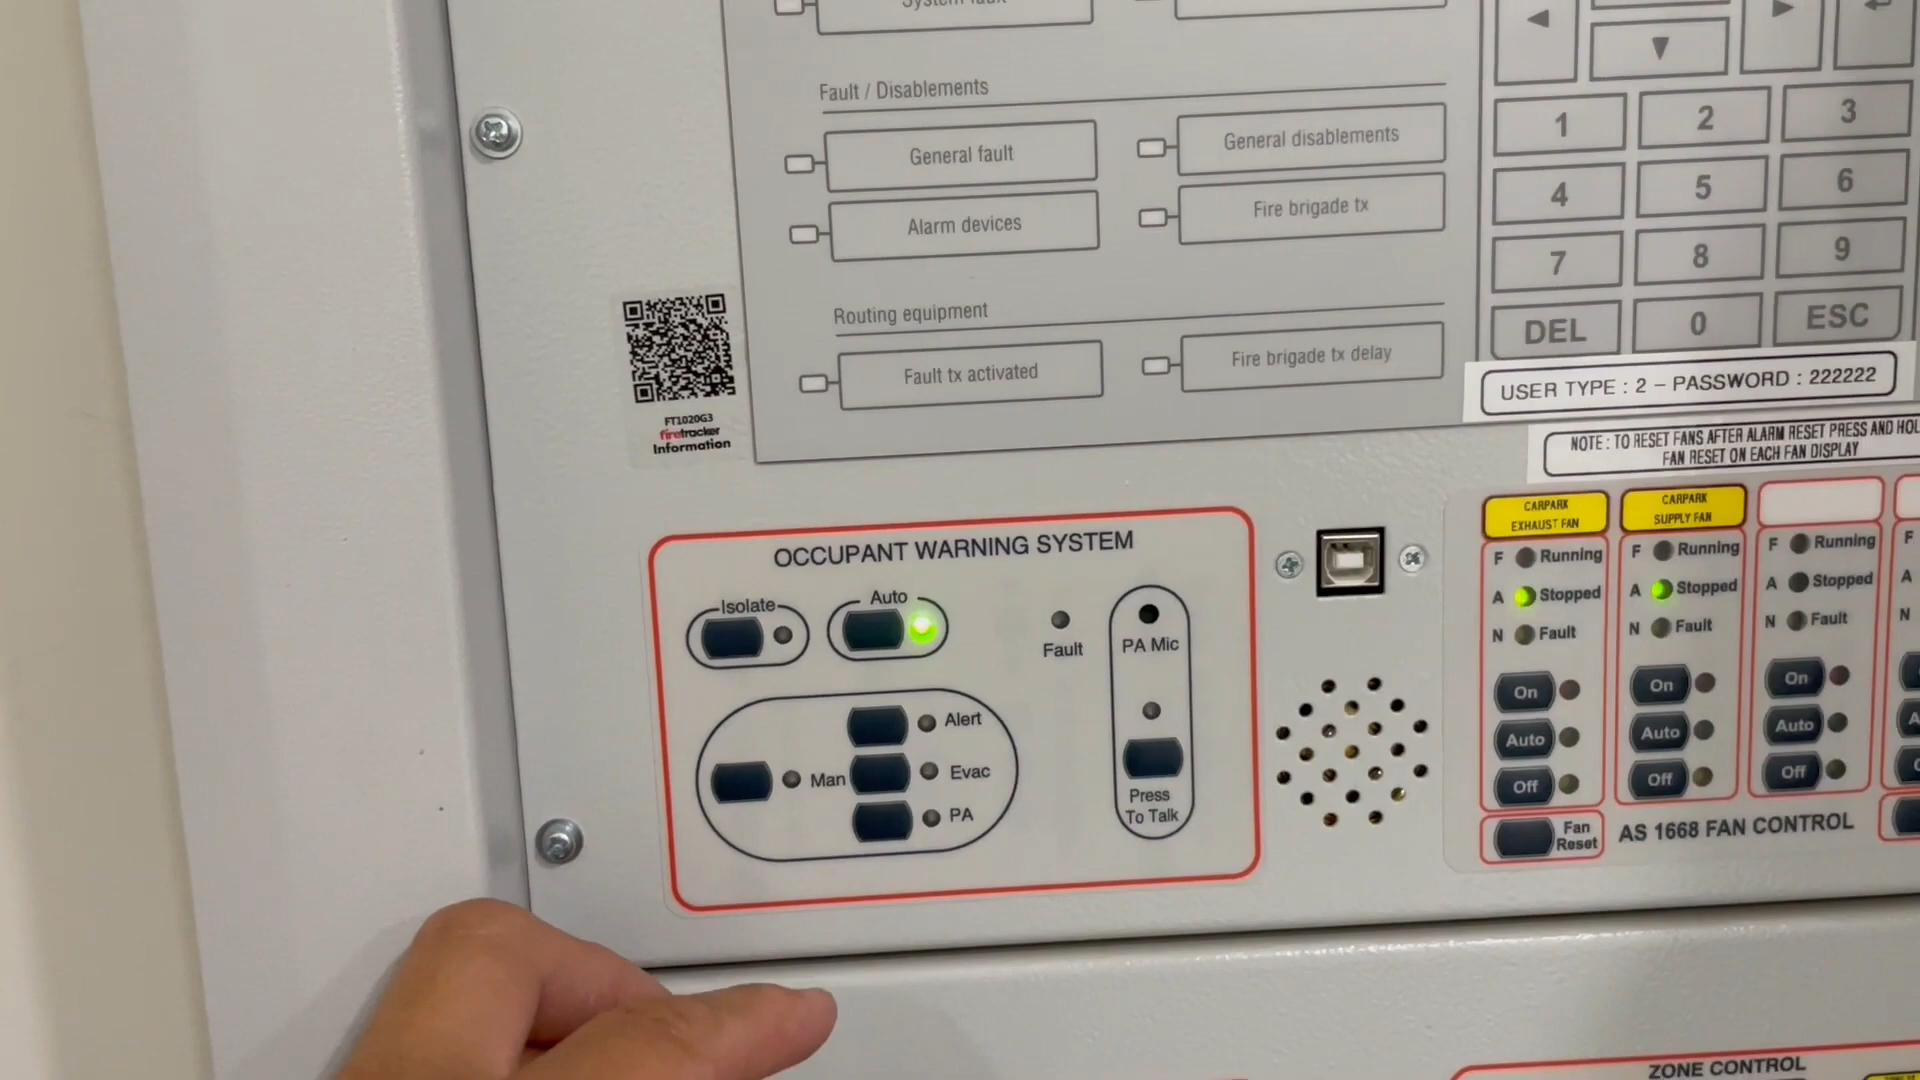 System fault
Fault / Disablements
General fault
General disablements
Alarm devices
Fire brigade tx
Routing equipment
Fault tx activated
Fire brigade tx delay
1
2
3
4
5
6
7
8
9
DEL
0
ESC
USER TYPE : 2 – PASSWORD : 222222
NOTE : TO RESET FANS AFTER ALARM RESET PRESS AND HOL
FAN RESET ON EACH FAN DISPLAY
FT1020G3
firetracker
Information
OCCUPANT WARNING SYSTEM
Isolate
Auto
Fault
PA Mic
Man
Alert
Evac
PA
Press
To Talk
CARPARK
EXHAUST FAN
F Running
A Stopped
N Fault
On
Auto
Off
Fan
Reset
CARPARK
SUPPLY FAN
F Running
A Stopped
N Fault
On
Auto
Off
F Running
A Stopped
N Fault
On
Auto
Off
F
A
N
AS 1668 FAN CONTROL
ZONE CONTROL